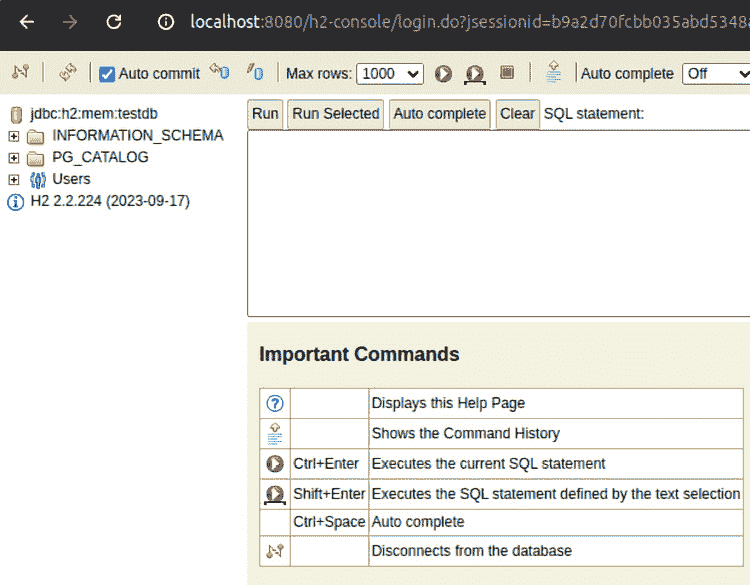 localhost:8080/h2-console/login.do?jsessionid=b9a2d70fcbb035abd5348
Auto commit Max rows: 1000 Auto complete Off
jdbc:h2:mem:testdb
INFORMATION_SCHEMA
PG_CATALOG
Users
H2 2.2.224 (2023-09-17)
Run Run Selected Auto complete Clear SQL statement:
Important Commands
Displays this Help Page
Shows the Command History
Ctrl+Enter Executes the current SQL statement
Shift+Enter Executes the SQL statement defined by the text selection
Ctrl+Space Auto complete
Disconnects from the database